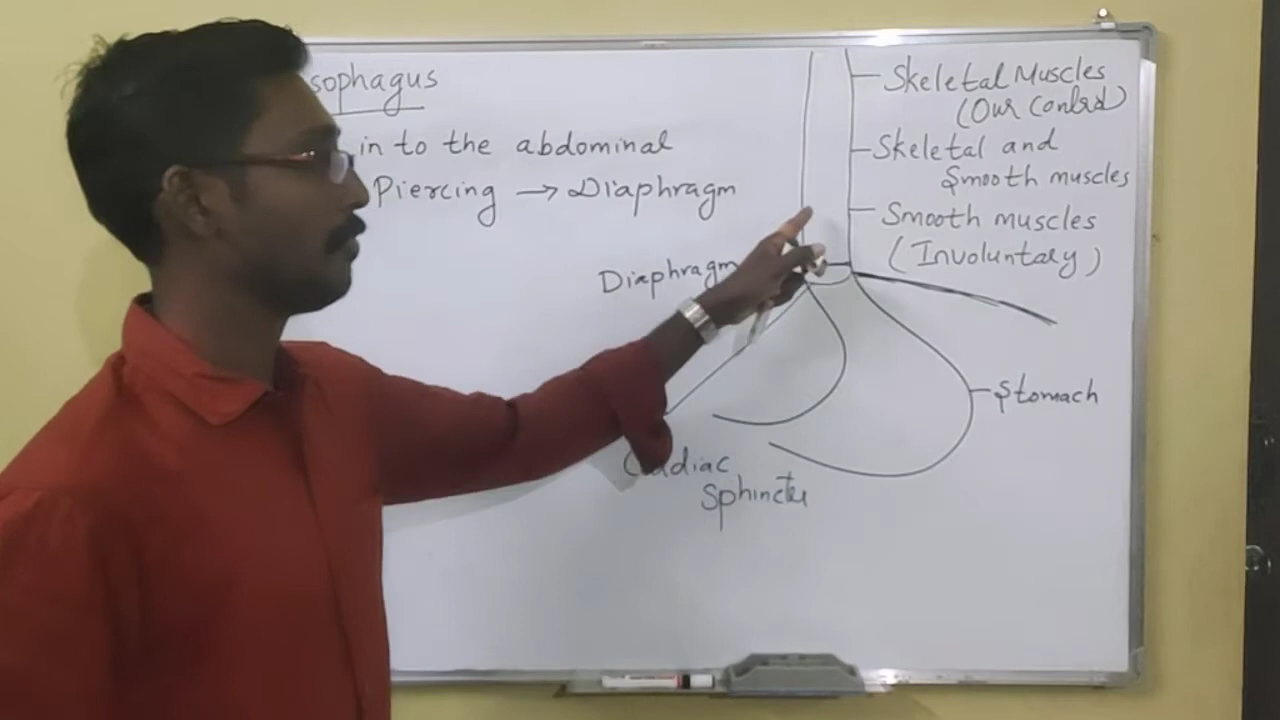 sophagus
in to the abdominal
Piercing → Diaphragm
Skeletal Muscles
(Our Control)
Skeletal and
Smooth muscles
Smooth muscles
(Involuntary)
Diaphragm
Stomach
Cardiac
Sphincter